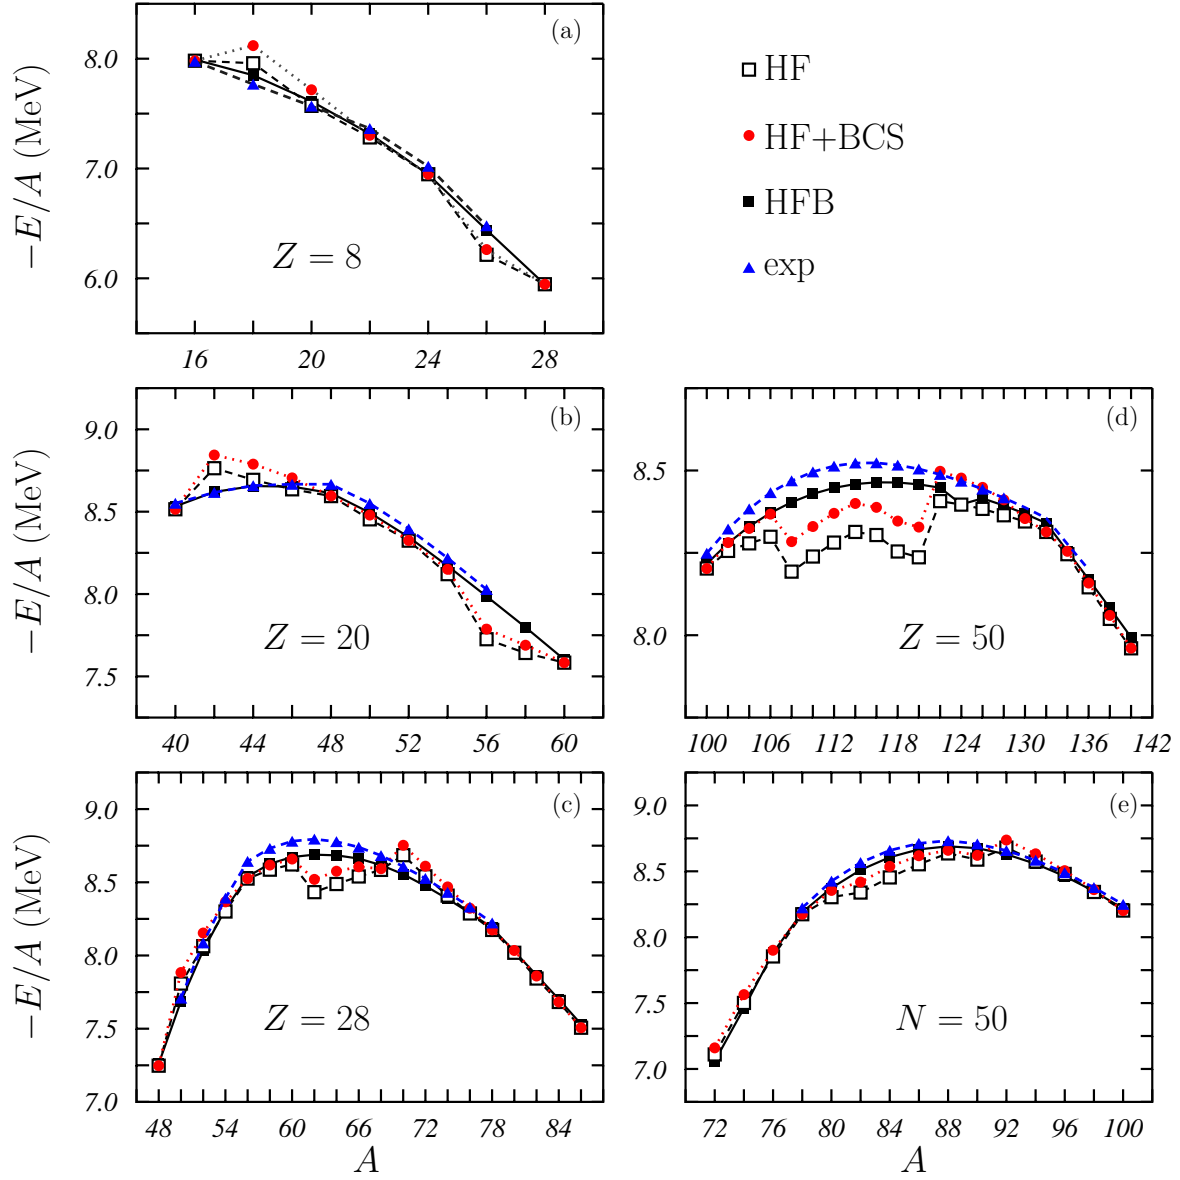 (a)
−E/A (MeV)
8.0
7.0
6.0
Z = 8
16 20 24 28
HF
HF+BCS
HFB
exp
(b)
−E/A (MeV)
9.0
8.5
8.0
7.5
Z = 20
40 44 48 52 56 60
(d)
8.5
8.0
Z = 50
100 106 112 118 124 130 136 142
(c)
−E/A (MeV)
9.0
8.5
8.0
7.5
7.0
Z = 28
48 54 60 66 72 78 84
A
(e)
9.0
8.5
8.0
7.5
7.0
N = 50
72 76 80 84 88 92 96 100
A